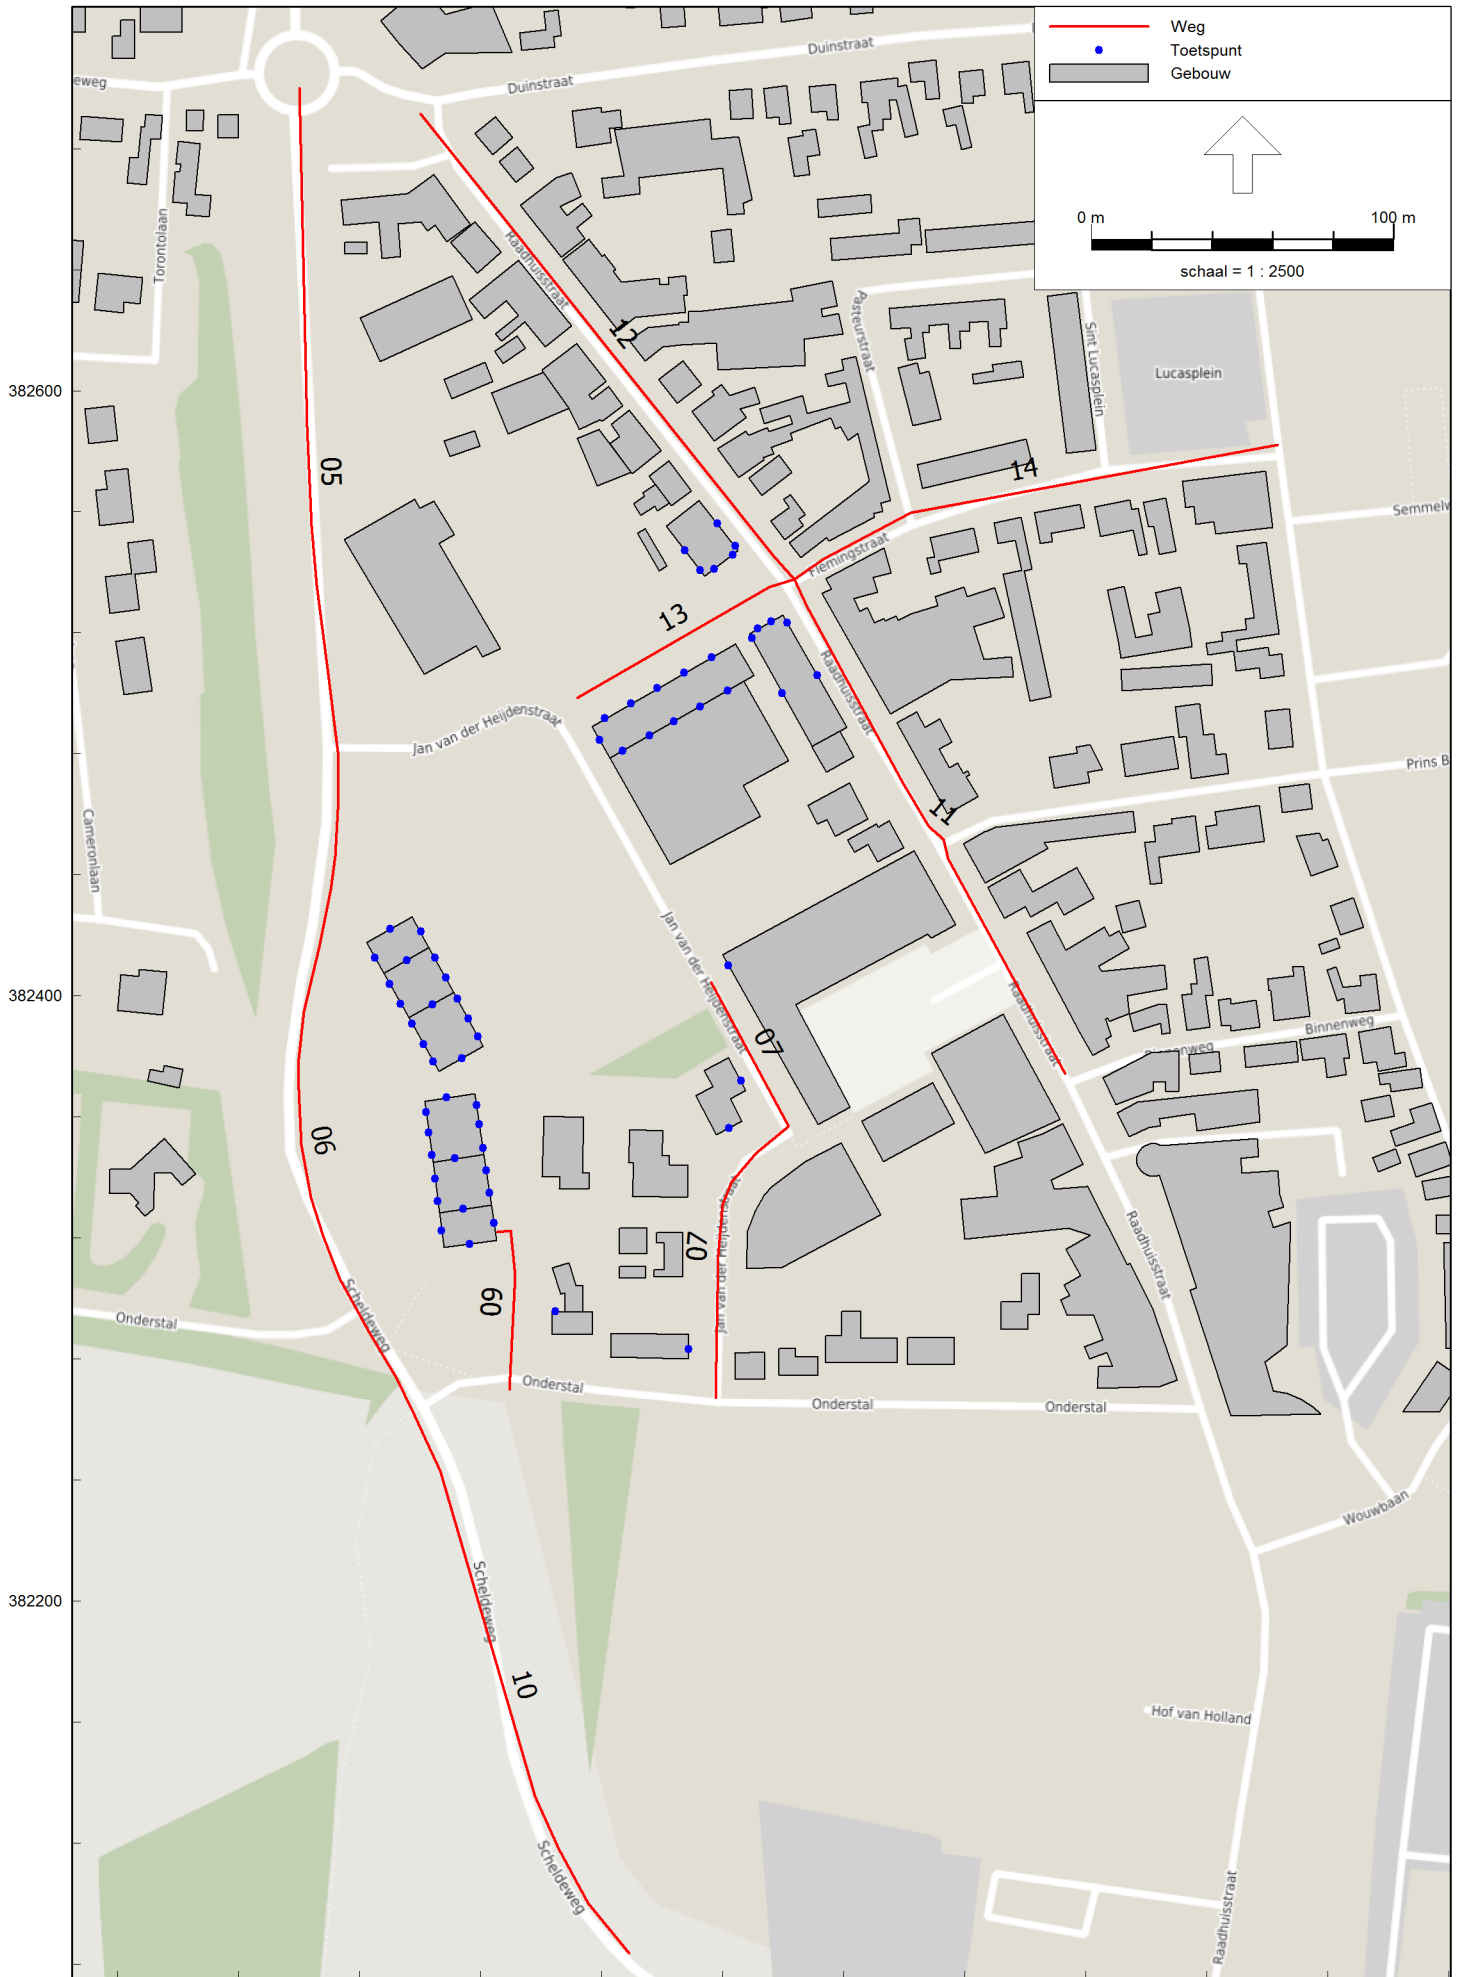 Weg
Toetspunt
Gebouw
0 m
100 m
schaal = 1 : 2500
eweg
Duinstraat
Duinstraat
Torontolaan
Raadhuisstraat
12
Pasteurstraat
Sint Lucasplein
Lucasplein
382600
05
14
Semmelw
Flemingstraat
13
Raadhuisstraat
Jan van der Heijdenstraat
Prins B
11
Cameronlaan
Jan van der Heijdenstraat
382400
Raadhuisstraat
Binnenweg
07
06
Jan van der Heijdenstraat
07
Raadhuisstraat
09
Scheldeweg
Onderstal
Onderstal
Onderstal
Onderstal
Wouwbaan
382200
Scheldeweg
10
Hof van Holland
Scheldeweg
Raadhuisstraat